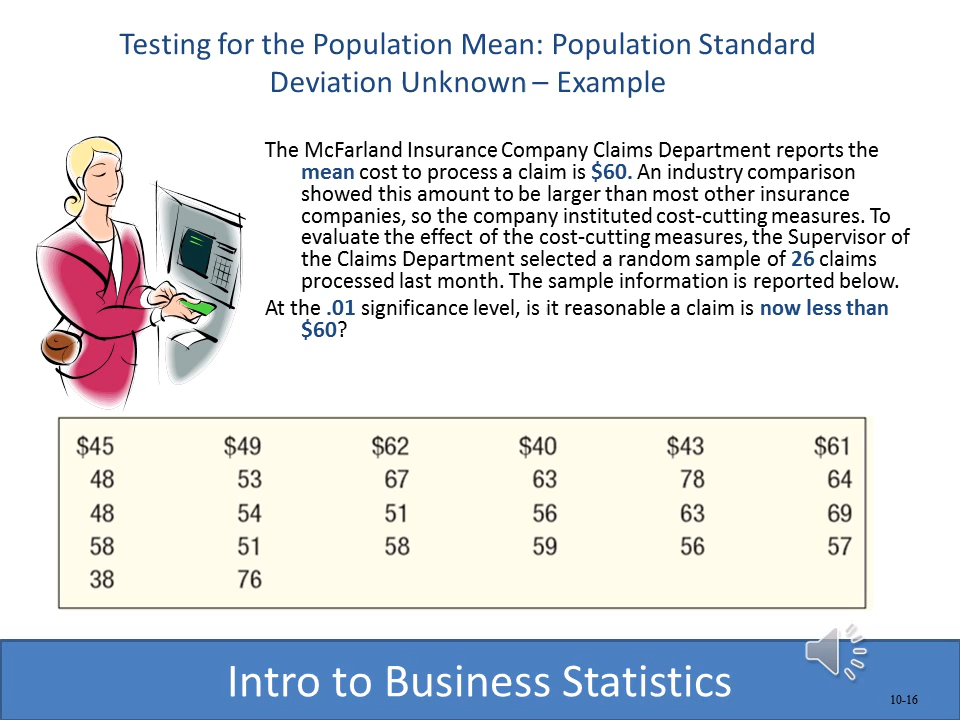 Testing for the Population Mean: Population Standard
Deviation Unknown – Example
The McFarland Insurance Company Claims Department reports the
mean cost to process a claim is $60. An industry comparison
showed this amount to be larger than most other insurance
companies, so the company instituted cost-cutting measures. To
evaluate the effect of the cost-cutting measures, the Supervisor of
the Claims Department selected a random sample of 26 claims
processed last month. The sample information is reported below.
At the .01 significance level, is it reasonable a claim is now less than
$60?
$45 $49 $62 $40 $43 $61
48 53 67 63 78 64
48 54 51 56 63 69
58 51 58 59 56 57
38 76
Intro to Business Statistics
10-16